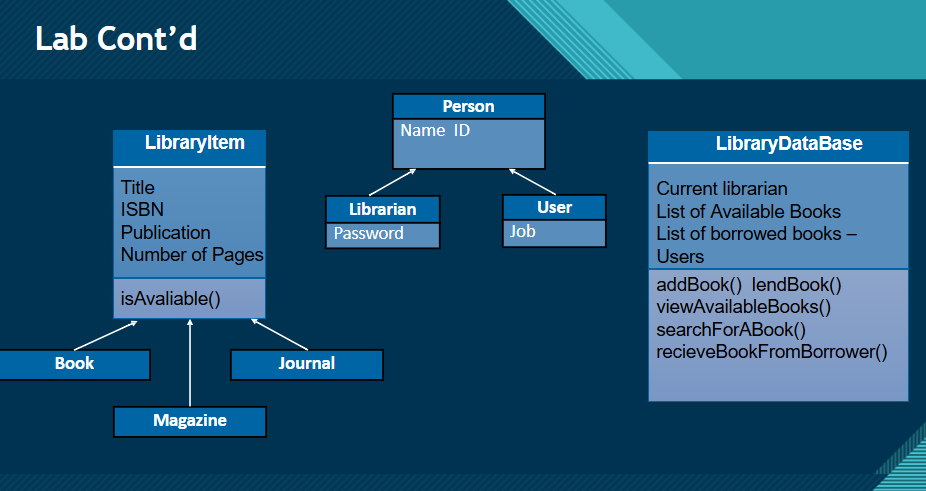 Lab Cont’d
LibraryItem
Title
ISBN
Publication
Number of Pages
isAvaliable()
Book
Magazine
Journal
Person
Name ID
Librarian
Password
User
Job
LibraryDataBase
Current librarian
List of Available Books
List of borrowed books –
Users
addBook() lendBook()
viewAvailableBooks()
searchForABook()
recieveBookFromBorrower()